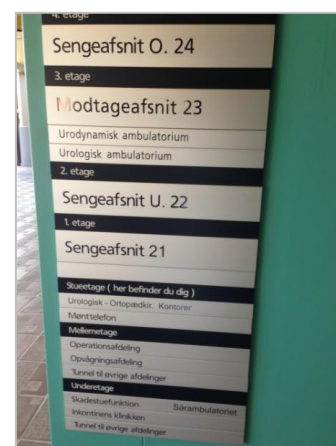 4. etage
Sengeafsnit O. 24
3. etage
Modtageafsnit 23
Urodynamisk ambulatorium
Urologisk ambulatorium
2. etage
Sengeafsnit U. 22
1. etage
Sengeafsnit 21
Stueetage ( her befinder du dig )
Urologisk - Ortopædkir. Kontorer
Mønttelefon
Mellemetage
Operationsafdeling
Opvågningsafdeling
Tunnel til øvrige afdelinger
Underetage
Skadestuefunktion Sårambulatoriet
Inkontinens klinikken
Tunnel til øvrige afdelinger